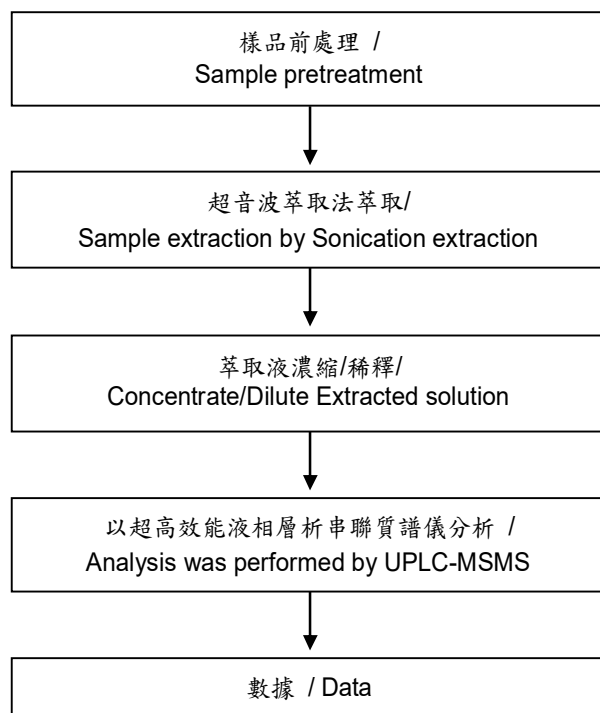 樣品前處理 /
Sample pretreatment
超音波萃取法萃取/
Sample extraction by Sonication extraction
萃取液濃縮/稀釋/
Concentrate/Dilute Extracted solution
以超高效能液相層析串聯質譜儀分析 /
Analysis was performed by UPLC-MSMS
數據 / Data